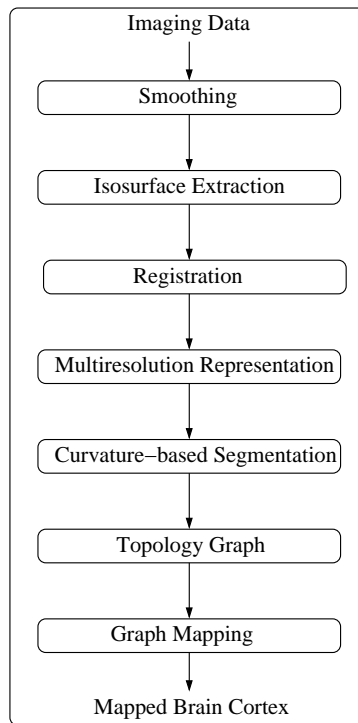 Imaging Data
Smoothing
Isosurface Extraction
Registration
Multiresolution Representation
Curvature−based Segmentation
Topology Graph
Graph Mapping
Mapped Brain Cortex